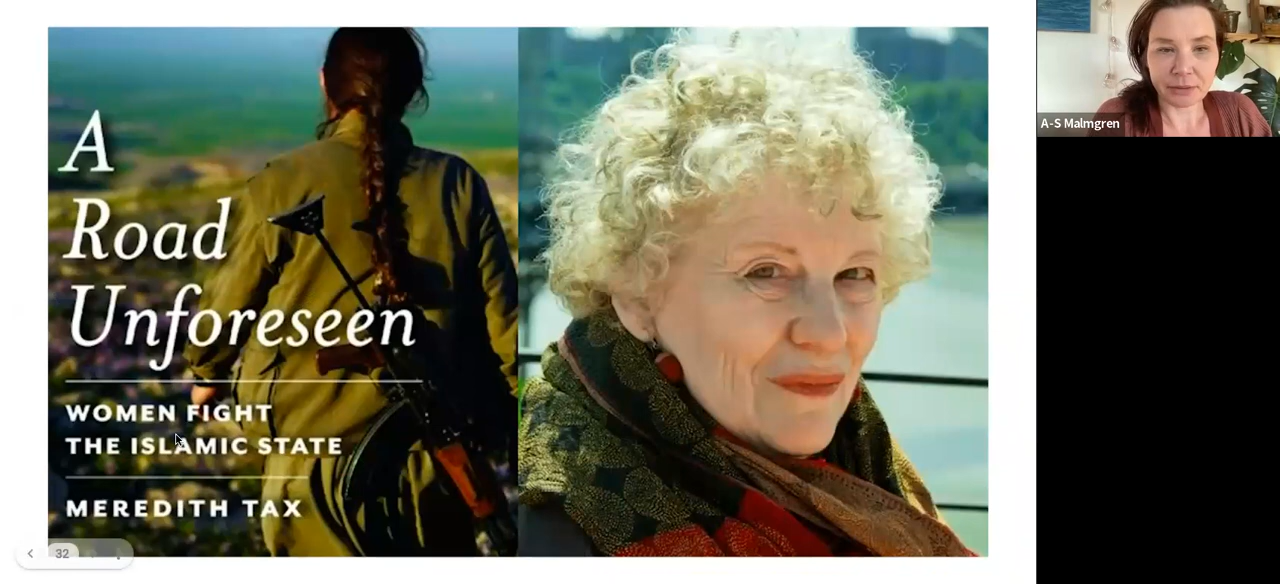 A
Road
Unforeseen
WOMEN FIGHT
THE ISLAMIC STATE
MEREDITH TAX
A-S Malmgren
32